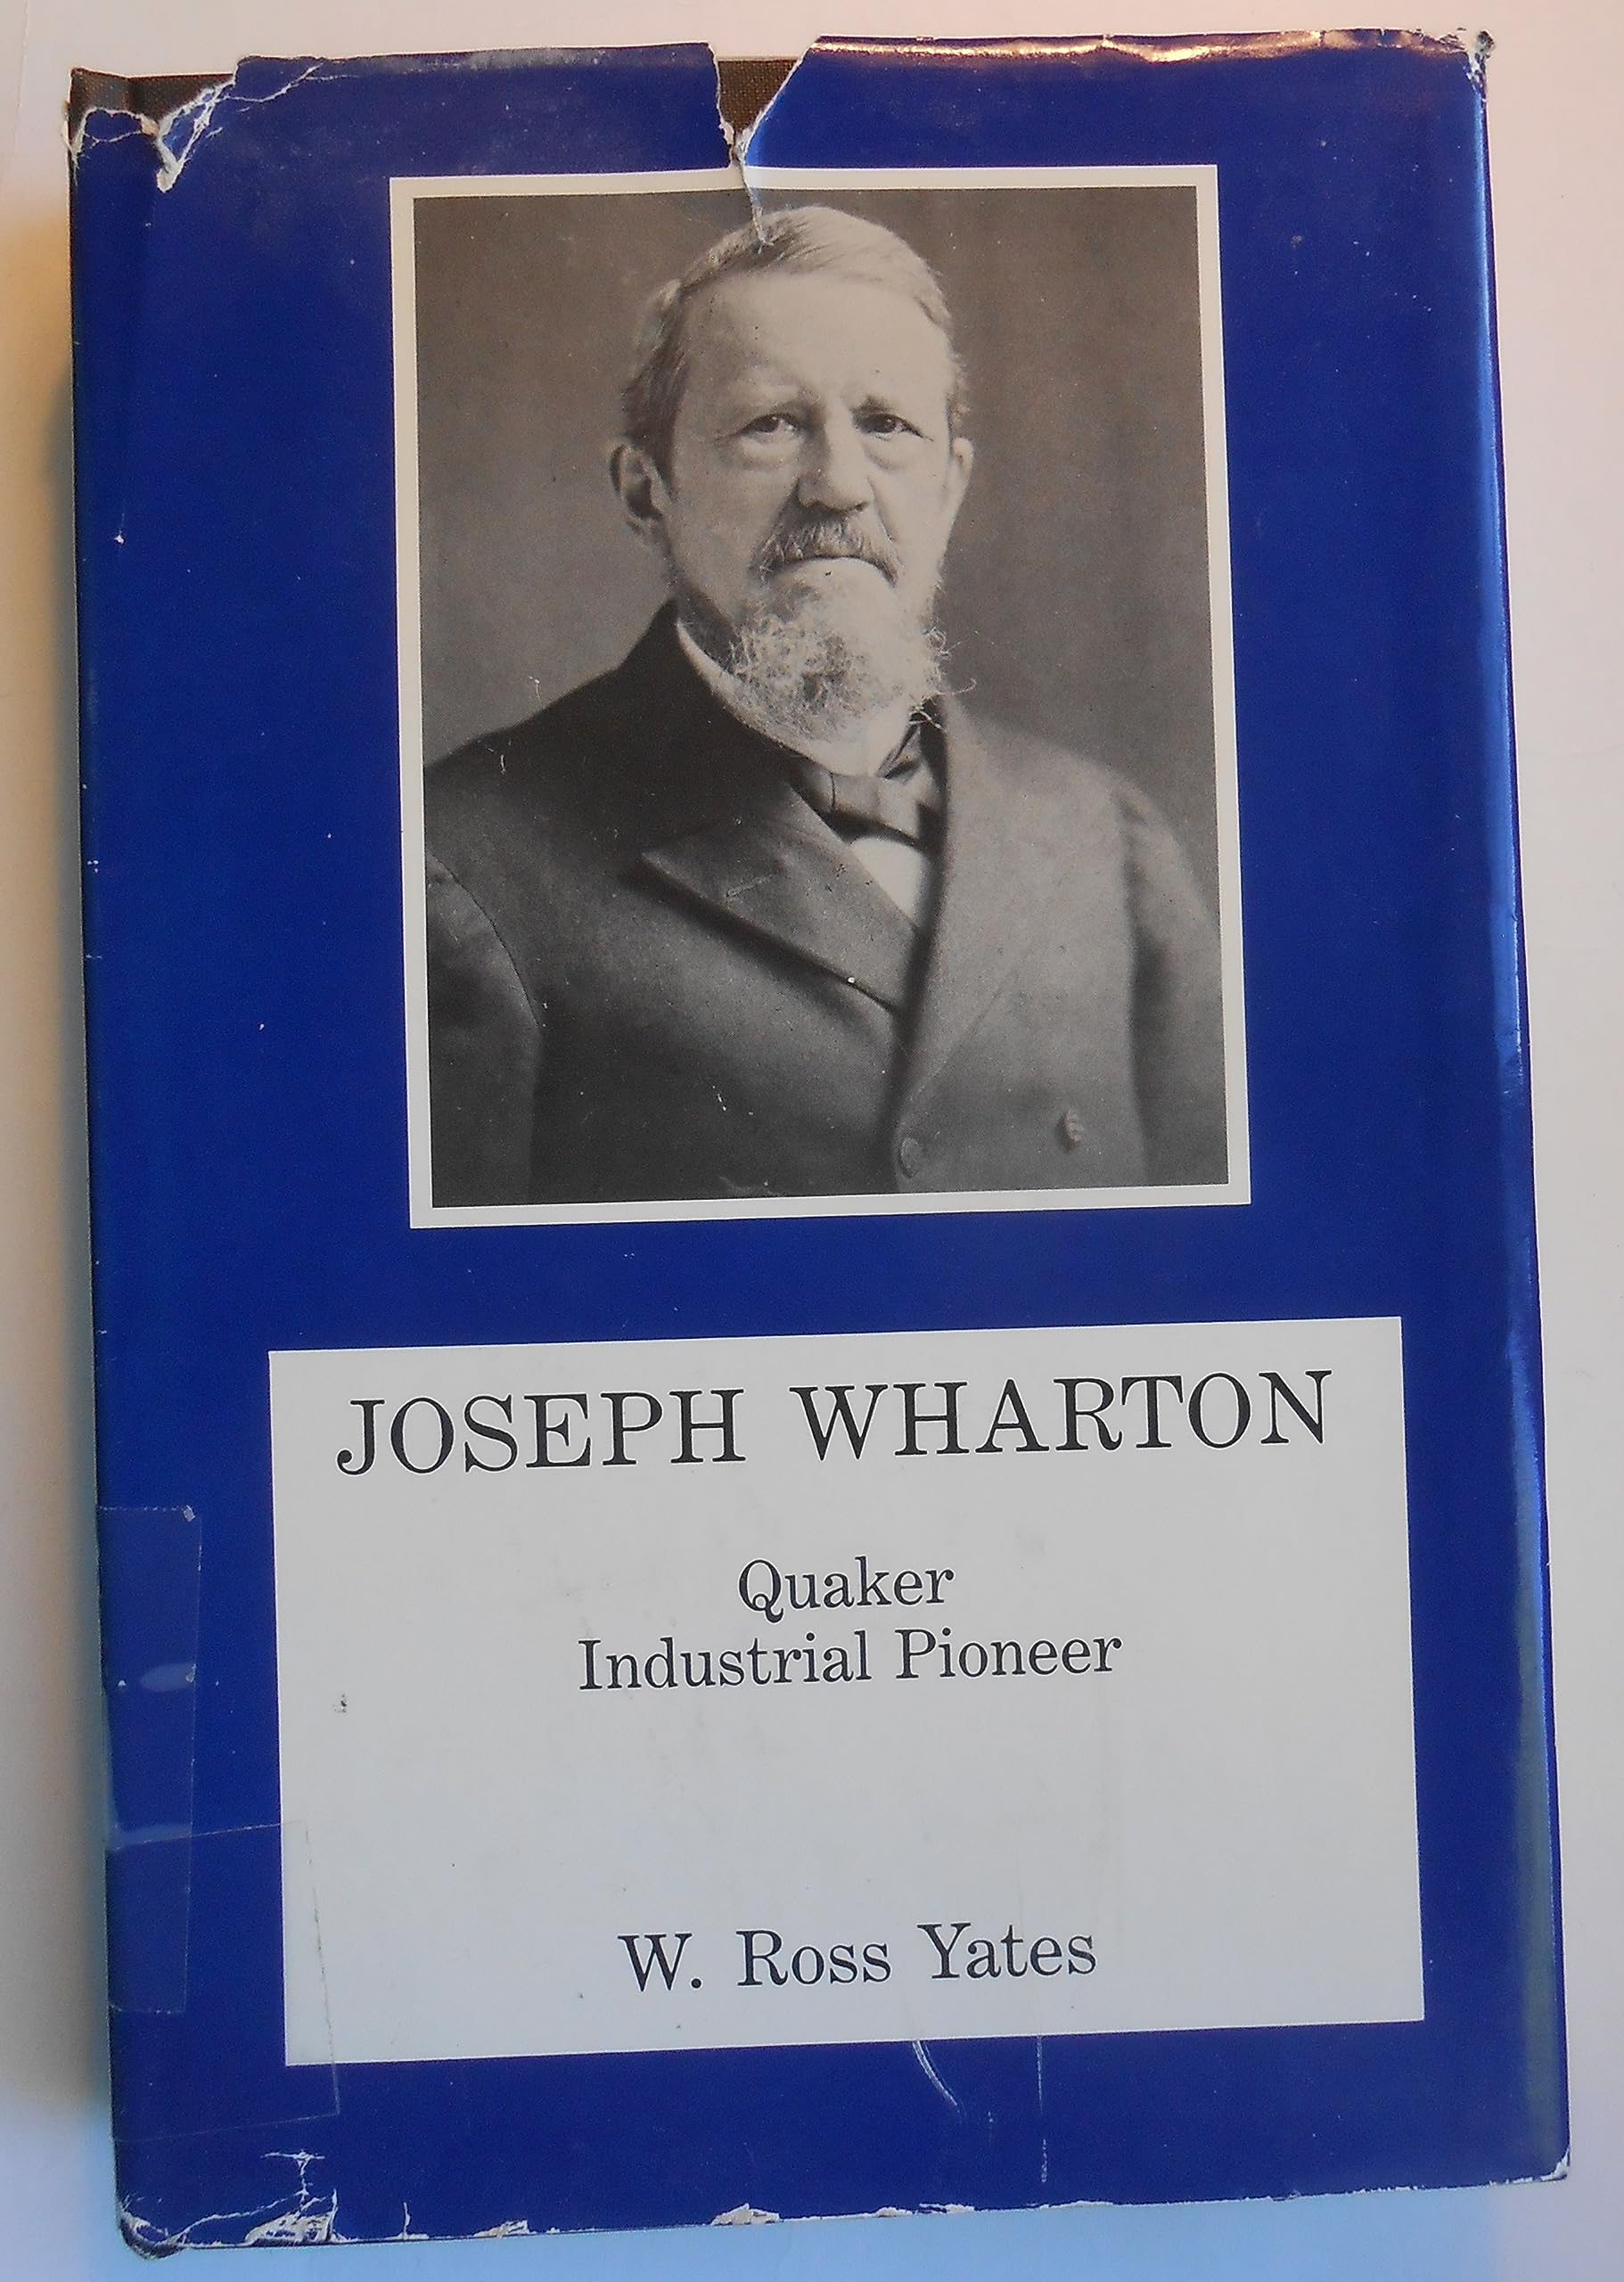 JOSEPH WHARTON
Quaker
Industrial Pioneer
W. Ross Yates